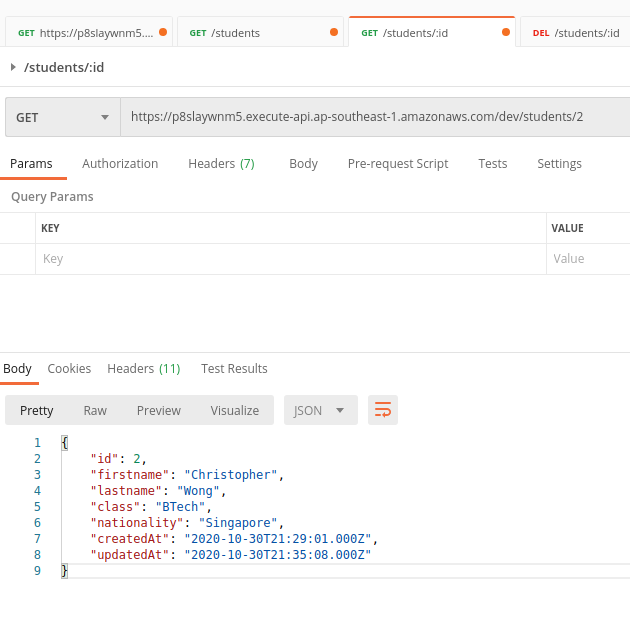 GET https://p8slaywnm5.... GET /students GET /students/:id DEL /students/:id
/students/:id
GET https://p8slaywnm5.execute-api.ap-southeast-1.amazonaws.com/dev/students/2
Params Authorization Headers (7) Body Pre-request Script Tests Settings
Query Params
KEY VALUE
Key Value
Body Cookies Headers (11) Test Results
Pretty Raw Preview Visualize JSON
1 {
2 "id": 2,
3 "firstname": "Christopher",
4 "lastname": "Wong",
5 "class": "BTech",
6 "nationality": "Singapore",
7 "createdAt": "2020-10-30T21:29:01.000Z",
8 "updatedAt": "2020-10-30T21:35:08.000Z"
9 }